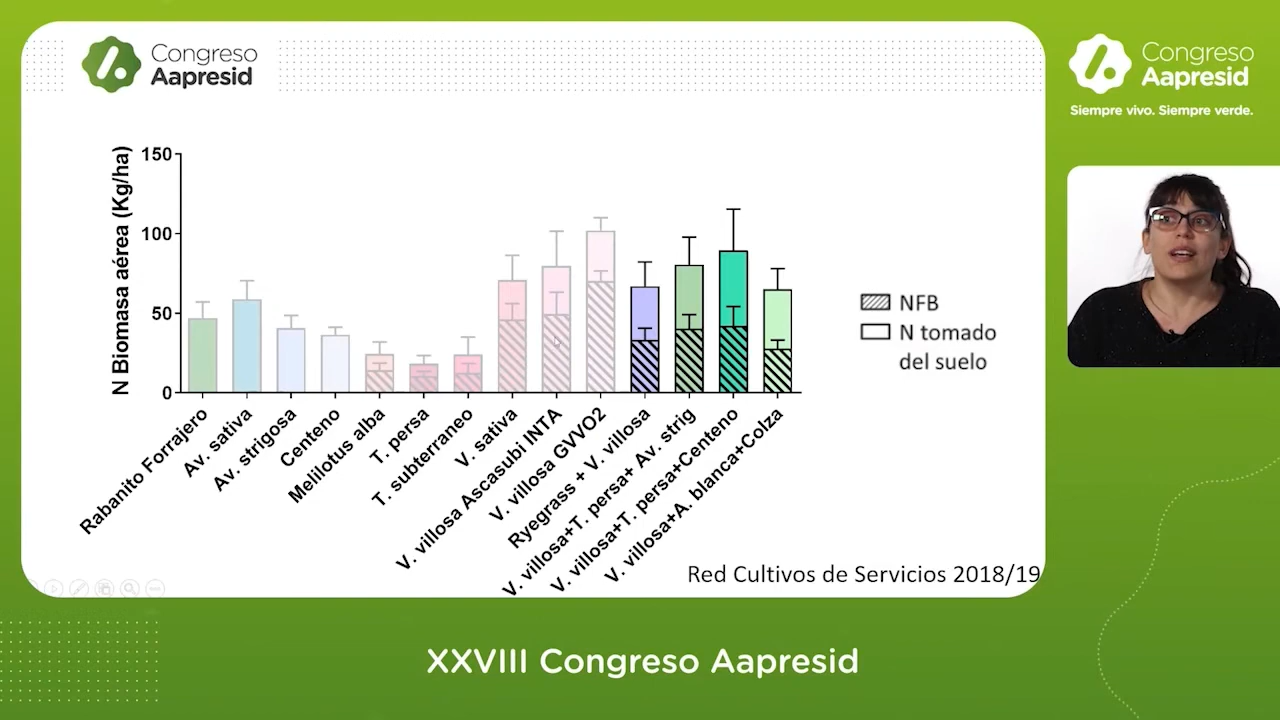 Congreso
Aapresid
Congreso
Aapresid
Siempre vivo. Siempre verde.
N Biomasa aérea (Kg/ha)
150
100
50
0
Rabanito Forrajero
Av. sativa
Av. strigosa
Centeno
Melilotus alba
T. persa
T. subterraneo
V. sativa
V. villosa Ascasubi INTA
V. villosa GVVO2
Ryegrass + V. villosa
V. villosa+T. persa+ Av. strig
V. villosa+T. persa+Centeno
V. villosa+A. blanca+Colza
NFB
N tomado
del suelo
Red Cultivos de Servicios 2018/19
XXVIII Congreso Aapresid